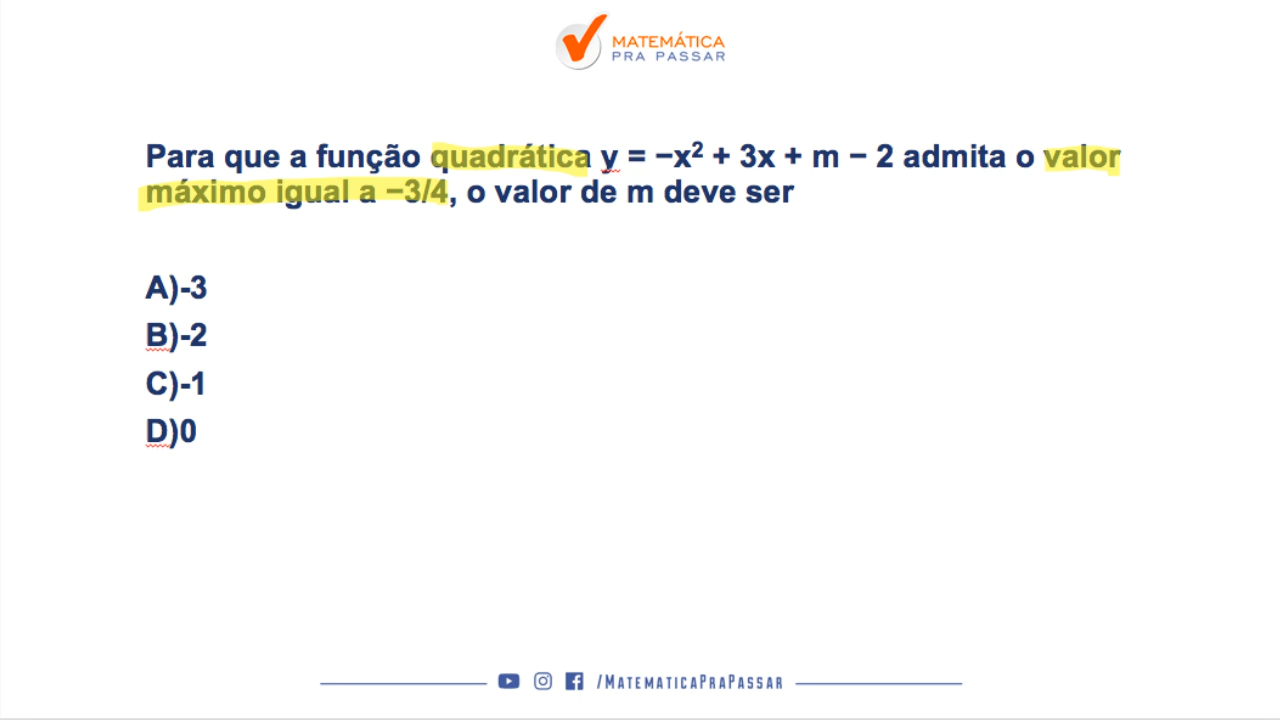 MATEMÁTICA
PRA PASSAR
Para que a função quadrática y = −x² + 3x + m − 2 admita o valor
máximo igual a −3/4, o valor de m deve ser
A)-3
B)-2
C)-1
D)0
/MATEMATICAPRAPASSAR